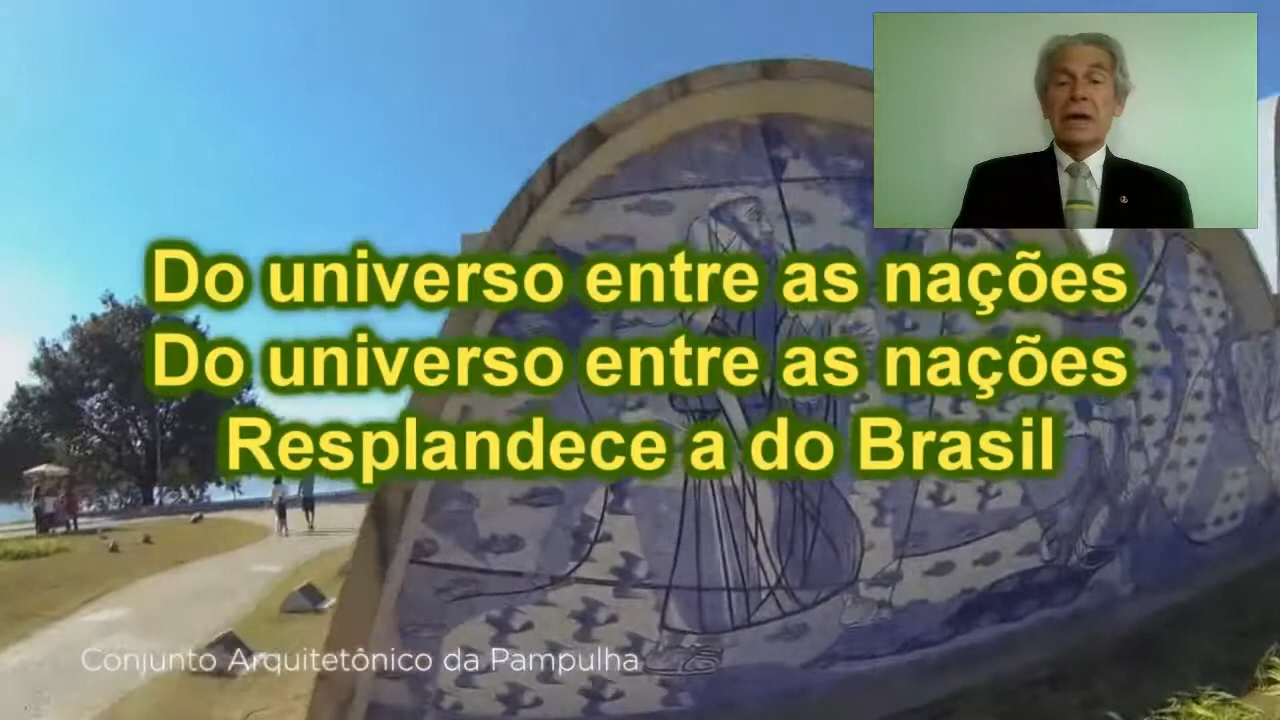 Do universo entre as nações
Do universo entre as nações
Resplandece a do Brasil
Conjunto Arquitetônico da Pampulha